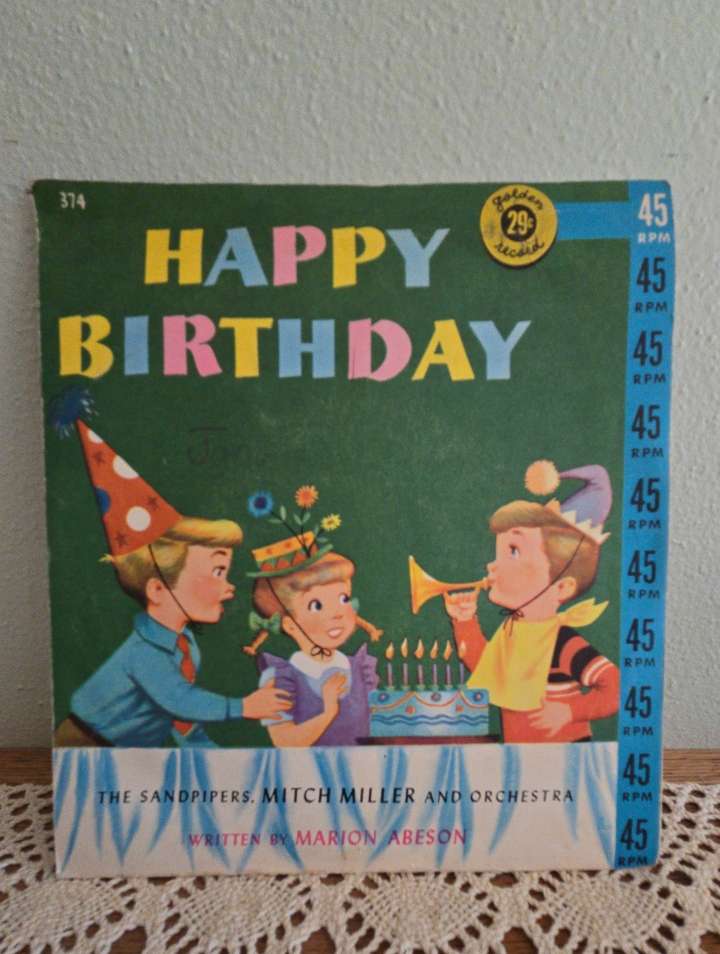 374
golden
29¢
record
45
RPM
HAPPY
BIRTHDAY
45
RPM
45
RPM
45
RPM
45
RPM
45
RPM
45
RPM
45
RPM
45
RPM
45
RPM
THE SANDPIPERS, MITCH MILLER AND ORCHESTRA
WRITTEN BY MARION ABESON